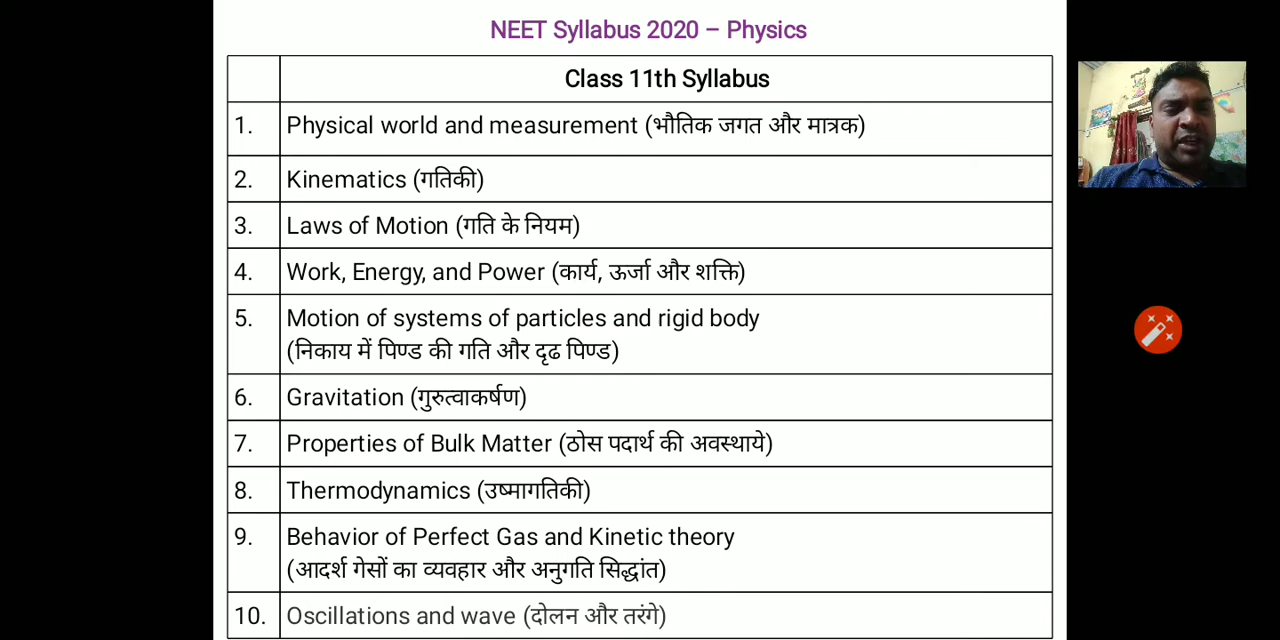 NEET Syllabus 2020 – Physics
Class 11th Syllabus
1. Physical world and measurement (भौतिक जगत और मात्रक)
2. Kinematics (गतिकी)
3. Laws of Motion (गति के नियम)
4. Work, Energy, and Power (कार्य, ऊर्जा और शक्ति)
5. Motion of systems of particles and rigid body
(निकाय में पिण्ड की गति और दृढ पिण्ड)
6. Gravitation (गुरुत्वाकर्षण)
7. Properties of Bulk Matter (ठोस पदार्थ की अवस्थाये)
8. Thermodynamics (उष्मागतिकी)
9. Behavior of Perfect Gas and Kinetic theory
(आदर्श गेसों का व्यवहार और अनुगति सिद्धांत)
10. Oscillations and wave (दोलन और तरंगे)